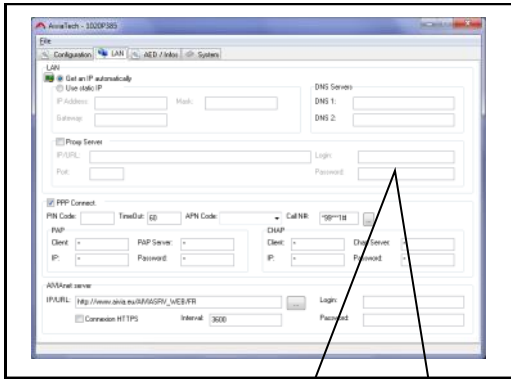 AiviaTech - 1020P385
File
Configuration LAN AED / Infos System
LAN
Get an IP automatically
Use static IP
IP Address: Mask:
Gateway:
DNS Servers
DNS 1:
DNS 2:
Proxy Server
IP/URL: Login:
Port: Password:
PPP Connect
PIN Code: TimeOut: 60 APN Code: Call N#: *99***1#
PAP CHAP
Client: * PAP Server: * Client: * Chap Server: *
IP: * Password: * IP: * Password: *
AIVIAnet server
IP/URL: http://www.aivia.eu/AIVIASRV_WEB/FR ... Login:
Connexion HTTPS Interval: 3600 Password: